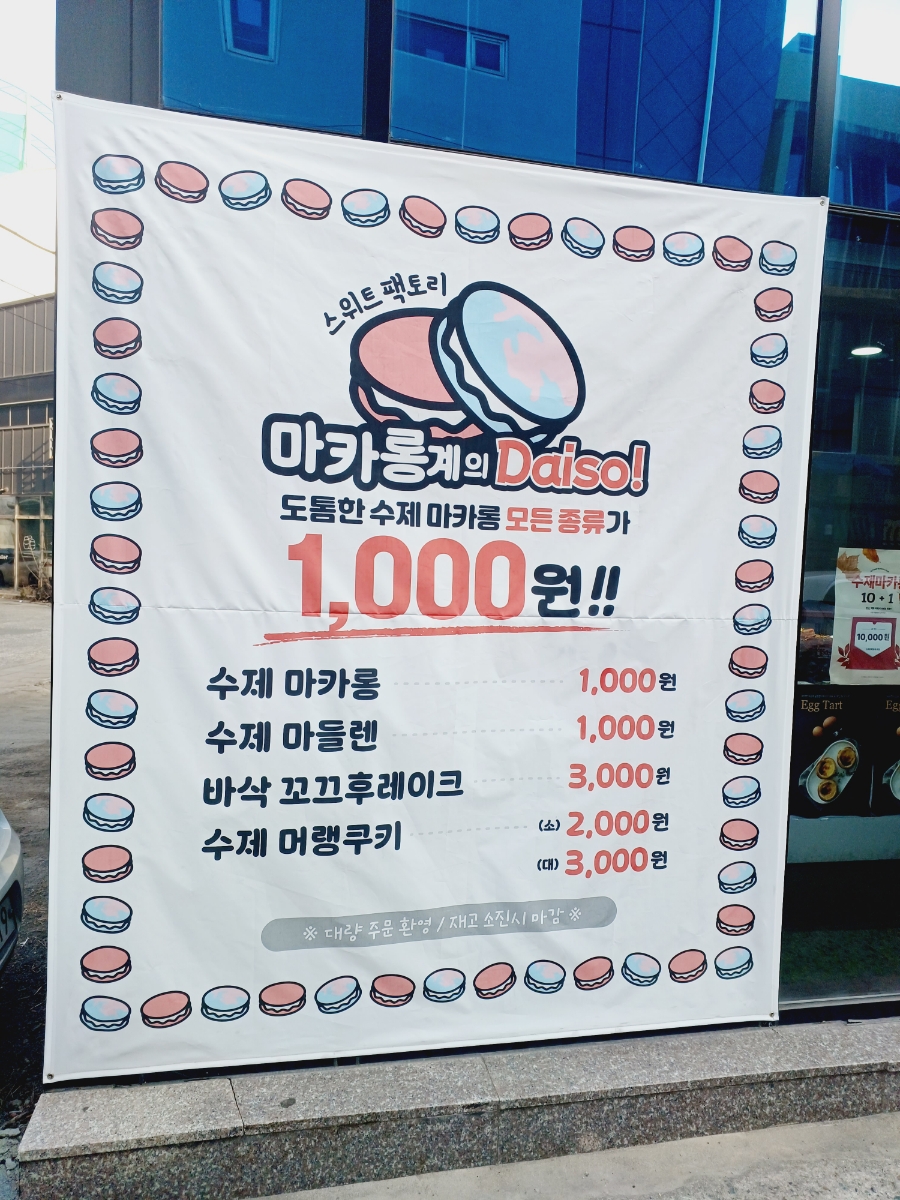 스위트팩토리
마카롱계의 Daiso!
도톰한 수제 마카롱 모든 종류가
1,000원!!
수제 마카롱 1,000원
수제 마들렌 1,000원
바삭 꼬끄후레이크 3,000원
수제 머랭쿠키 (소) 2,000원
(대) 3,000원
※ 대량 주문 환영 / 재고 소진시 마감 ※
수제마카
10 + 1
10,000원
Egg Tart
Eg